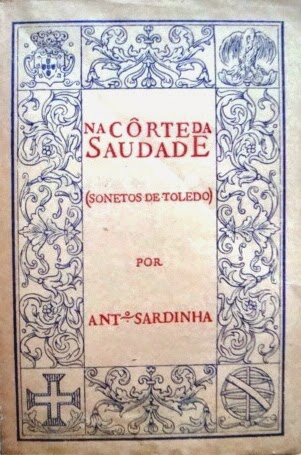 NA CÔRTE DA
SAUDADE
(SONETOS DE TOLEDO)
POR
ANTº. SARDINHA